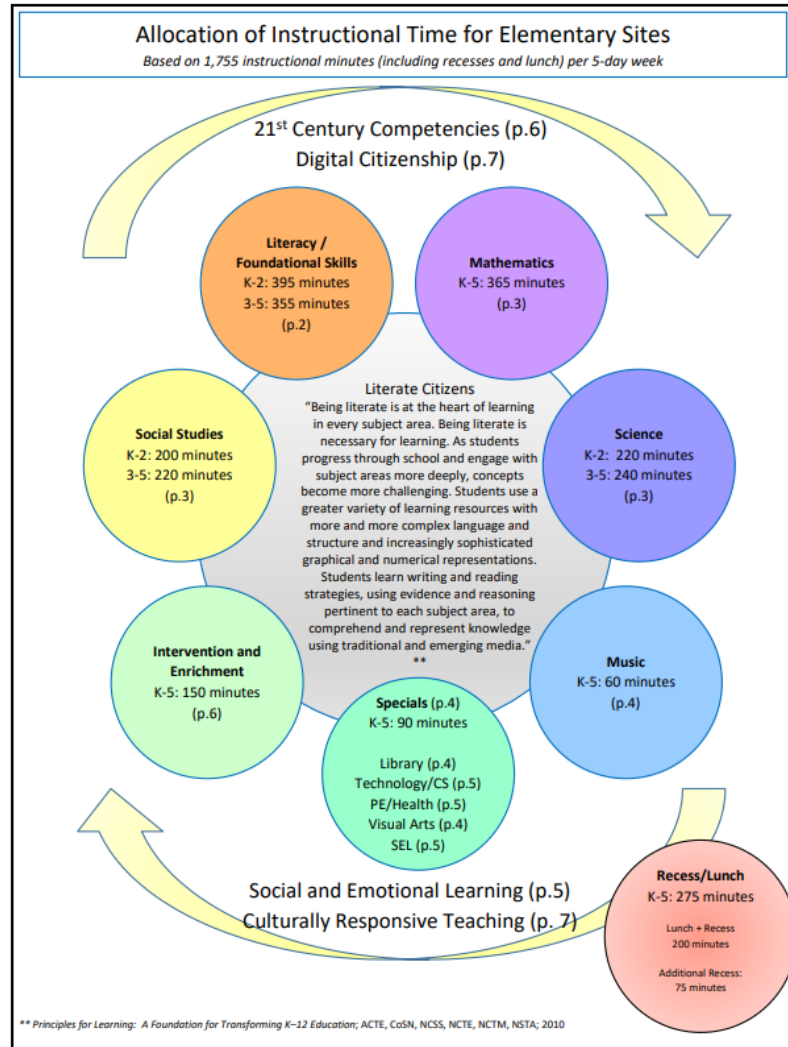 Allocation of Instructional Time for Elementary Sites
Based on 1,755 instructional minutes (including recesses and lunch) per 5-day week
21st Century Competencies (p.6)
Digital Citizenship (p.7)
Literacy /
Foundational Skills
K-2: 395 minutes
3-5: 355 minutes
(p.2)
Mathematics
K-5: 365 minutes
(p.3)
Social Studies
K-2: 200 minutes
3-5: 220 minutes
(p.3)
Literate Citizens
“Being literate is at the heart of learning
in every subject area. Being literate is
necessary for learning. As students
progress through school and engage with
subject areas more deeply, concepts
become more challenging. Students use a
greater variety of learning resources with
more and more complex language and
structure and increasingly sophisticated
graphical and numerical representations.
Students learn writing and reading
strategies, using evidence and reasoning
pertinent to each subject area, to
comprehend and represent knowledge
using traditional and emerging media.”
**
Science
K-2: 220 minutes
3-5: 240 minutes
(p.3)
Intervention and
Enrichment
K-5: 150 minutes
(p.6)
Specials (p.4)
K-5: 90 minutes
Library (p.4)
Technology/CS (p.5)
PE/Health (p.5)
Visual Arts (p.4)
SEL (p.5)
Music
K-5: 60 minutes
(p.4)
Social and Emotional Learning (p.5)
Culturally Responsive Teaching (p. 7)
Recess/Lunch
K-5: 275 minutes
Lunch + Recess
200 minutes
Additional Recess:
75 minutes
** Principles for Learning: A Foundation for Transforming K–12 Education; ACTE, CoSN, NCSS, NCTE, NCTM, NSTA; 2010